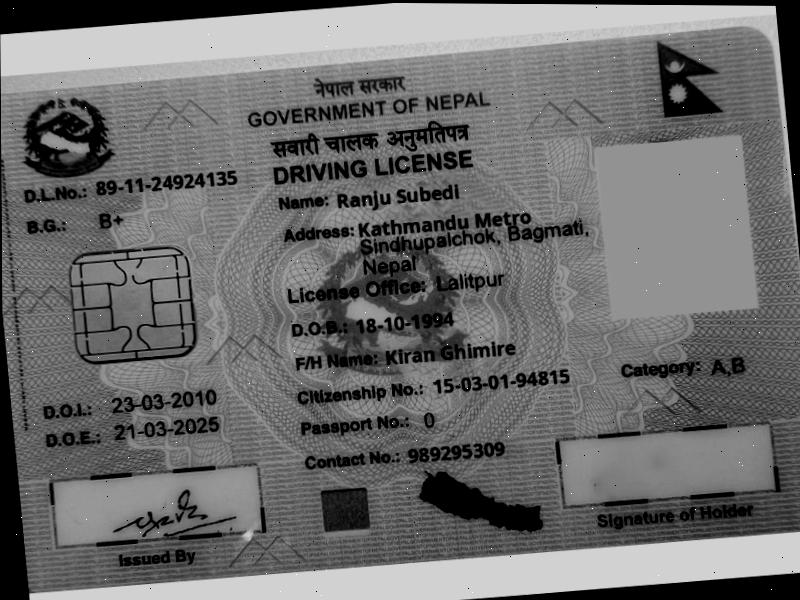 नेपाल सरकार
GOVERNMENT OF NEPAL
सवारी चालक अनुमतिपत्र
DRIVING LICENSE
D.L.No.: 89-11-24924135
B.G.: B+
Name: Ranju Subedi
Address: Kathmandu Metro
Sindhupalchok, Bagmati,
Nepal
License Office: Lalitpur
D.O.B.: 18-10-1994
F/H Name: Kiran Ghimire
Citizenship No.: 15-03-01-94815
Passport No.: 0
Contact No.: 989295309
Category: A,B
D.O.I.: 23-03-2010
D.O.E.: 21-03-2025
Issued By
Signature of Holder